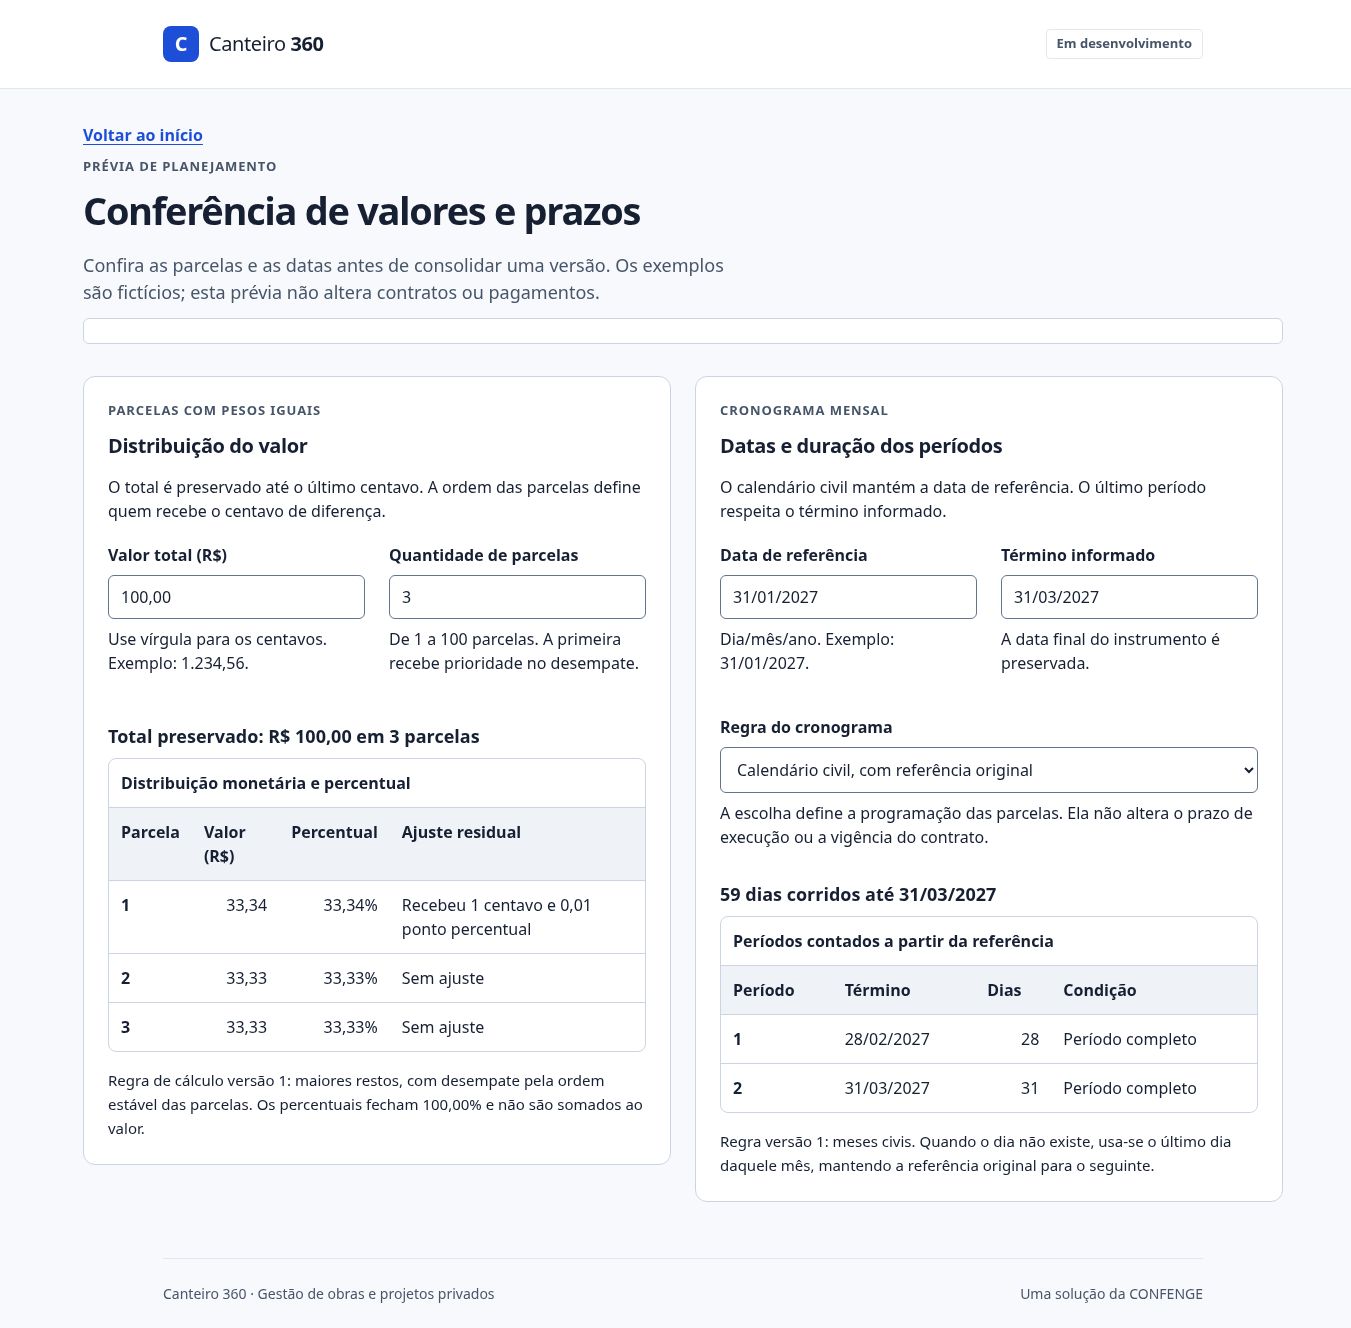 C Canteiro 360
Em desenvolvimento
Voltar ao início
PRÉVIA DE PLANEJAMENTO
Conferência de valores e prazos
Confira as parcelas e as datas antes de consolidar uma versão. Os exemplos
são fictícios; esta prévia não altera contratos ou pagamentos.
PARCELAS COM PESOS IGUAIS
Distribuição do valor
O total é preservado até o último centavo. A ordem das parcelas define
quem recebe o centavo de diferença.
Valor total (R$) Quantidade de parcelas
100,00 3
Use vírgula para os centavos. De 1 a 100 parcelas. A primeira
Exemplo: 1.234,56. recebe prioridade no desempate.
Total preservado: R$ 100,00 em 3 parcelas
Distribuição monetária e percentual
Parcela Valor Percentual Ajuste residual
(R$)
1 33,34 33,34% Recebeu 1 centavo e 0,01
ponto percentual
2 33,33 33,33% Sem ajuste
3 33,33 33,33% Sem ajuste
Regra de cálculo versão 1: maiores restos, com desempate pela ordem
estável das parcelas. Os percentuais fecham 100,00% e não são somados ao
valor.
CRONOGRAMA MENSAL
Datas e duração dos períodos
O calendário civil mantém a data de referência. O último período
respeita o término informado.
Data de referência Término informado
31/01/2027 31/03/2027
Dia/mês/ano. Exemplo: A data final do instrumento é
31/01/2027. preservada.
Regra do cronograma
Calendário civil, com referência original
A escolha define a programação das parcelas. Ela não altera o prazo de
execução ou a vigência do contrato.
59 dias corridos até 31/03/2027
Períodos contados a partir da referência
Período Término Dias Condição
1 28/02/2027 28 Período completo
2 31/03/2027 31 Período completo
Regra versão 1: meses civis. Quando o dia não existe, usa-se o último dia
daquele mês, mantendo a referência original para o seguinte.
Canteiro 360 · Gestão de obras e projetos privados
Uma solução da CONFENGE